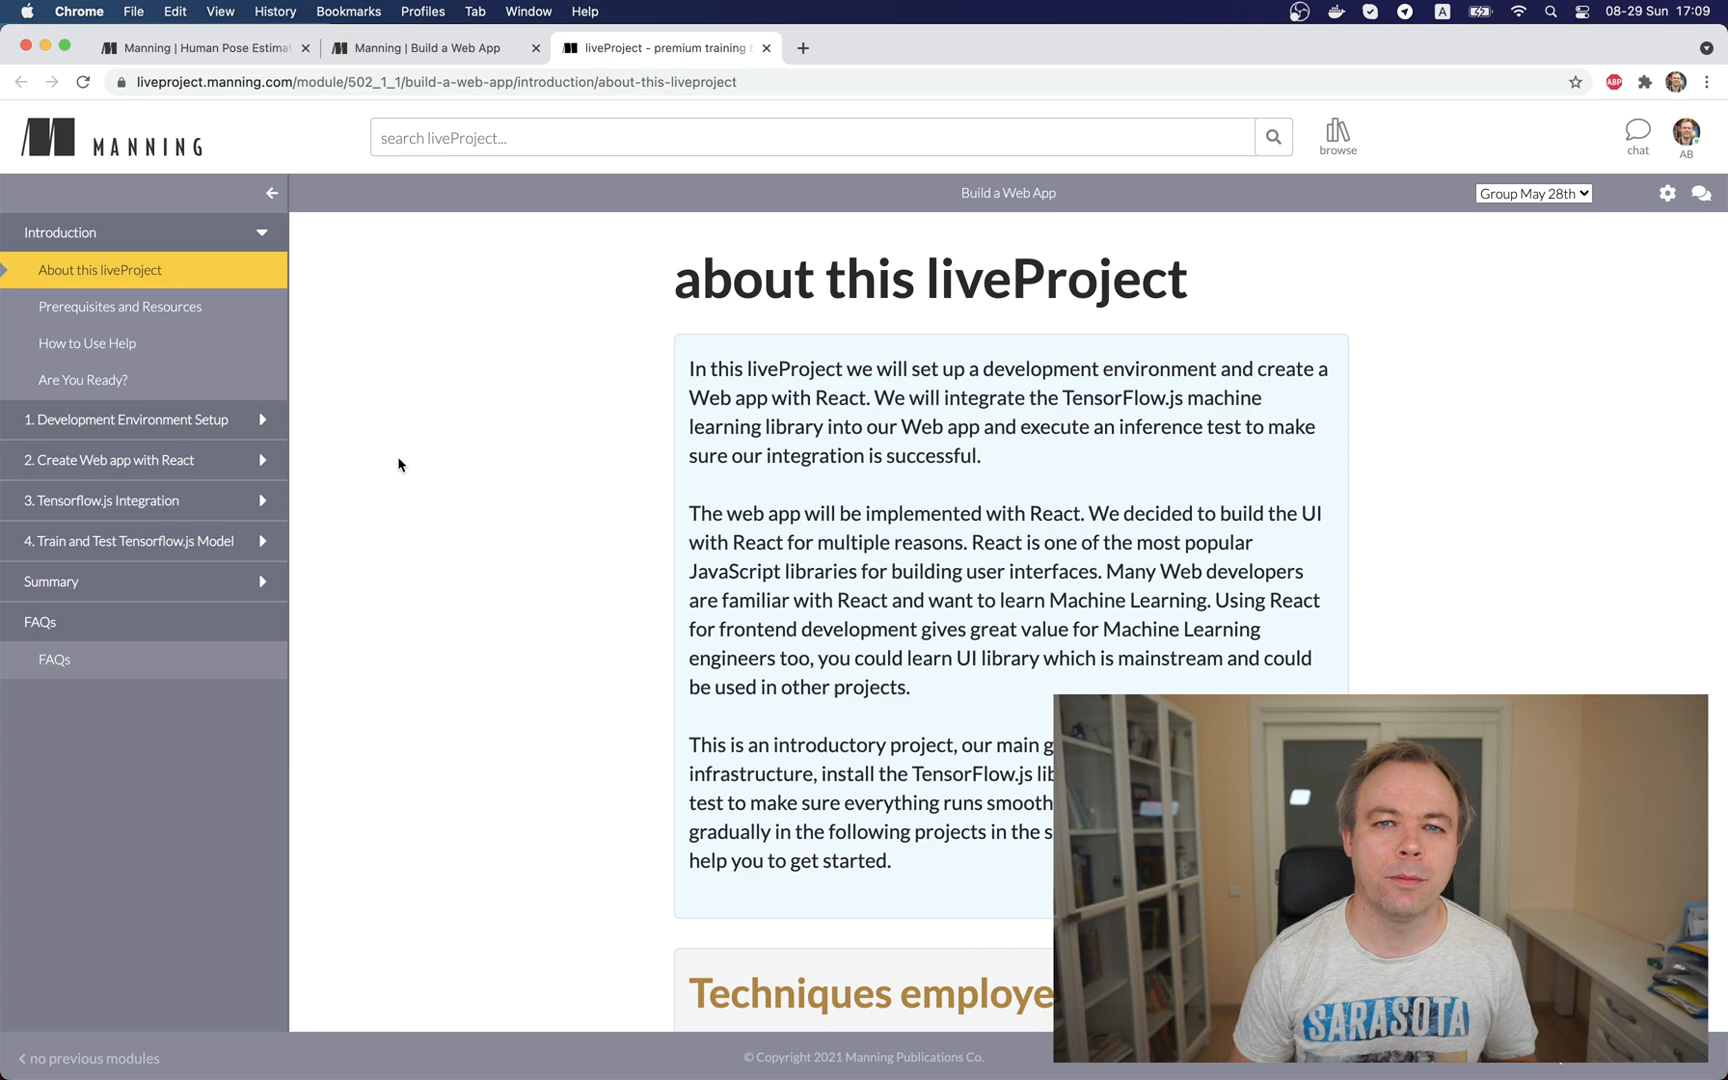 Chrome File Edit View History Bookmarks Profiles Tab Window Help
A 08-29 Sun 17:09
Manning | Human Pose Estimat
Manning | Build a Web App
liveProject - premium training
liveproject.manning.com/module/502_1_1/build-a-web-app/introduction/about-this-liveproject
ABP
MANNING
search liveProject...
browse
chat
AB
Build a Web App
Group May 28th
Introduction
About this liveProject
Prerequisites and Resources
How to Use Help
Are You Ready?
1. Development Environment Setup
2. Create Web app with React
3. Tensorflow.js Integration
4. Train and Test Tensorflow.js Model
Summary
FAQs
FAQs
about this liveProject
In this liveProject we will set up a development environment and create a
Web app with React. We will integrate the TensorFlow.js machine
learning library into our Web app and execute an inference test to make
sure our integration is successful.
The web app will be implemented with React. We decided to build the UI
with React for multiple reasons. React is one of the most popular
JavaScript libraries for building user interfaces. Many Web developers
are familiar with React and want to learn Machine Learning. Using React
for frontend development gives great value for Machine Learning
engineers too, you could learn UI library which is mainstream and could
be used in other projects.
This is an introductory project, our main g
infrastructure, install the TensorFlow.js lib
test to make sure everything runs smooth
gradually in the following projects in the s
help you to get started.
Techniques employe
SARASOTA
no previous modules
© Copyright 2021 Manning Publications Co.